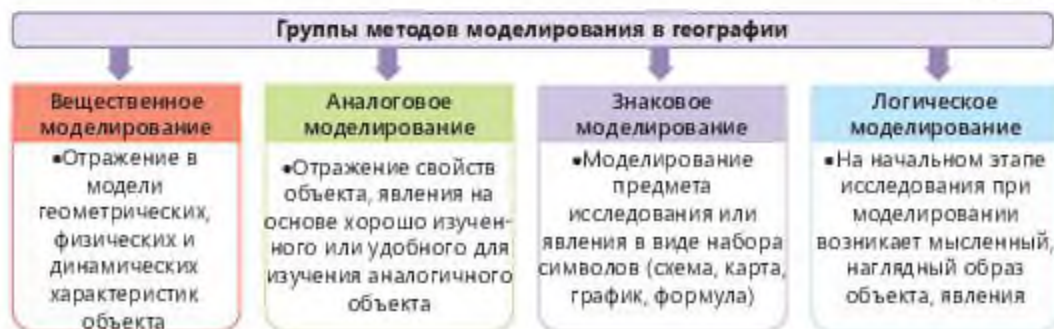 Группы методов моделирования в географии
Вещественное
моделирование
•Отражение в
модели
геометрических,
физических и
динамических
характеристик
объекта
Аналоговое
моделирование
•Отражение свойств
объекта, явления на
основе хорошо изучен-
ного или удобного для
изучения аналогичного
объекта
Знаковое
моделирование
•Моделирование
предмета
исследования или
явления в виде набора
символов (схема, карта,
график, формула)
Логическое
моделирование
•На начальном этапе
исследования при
моделировании
возникает мысленный,
наглядный образ
объекта, явления